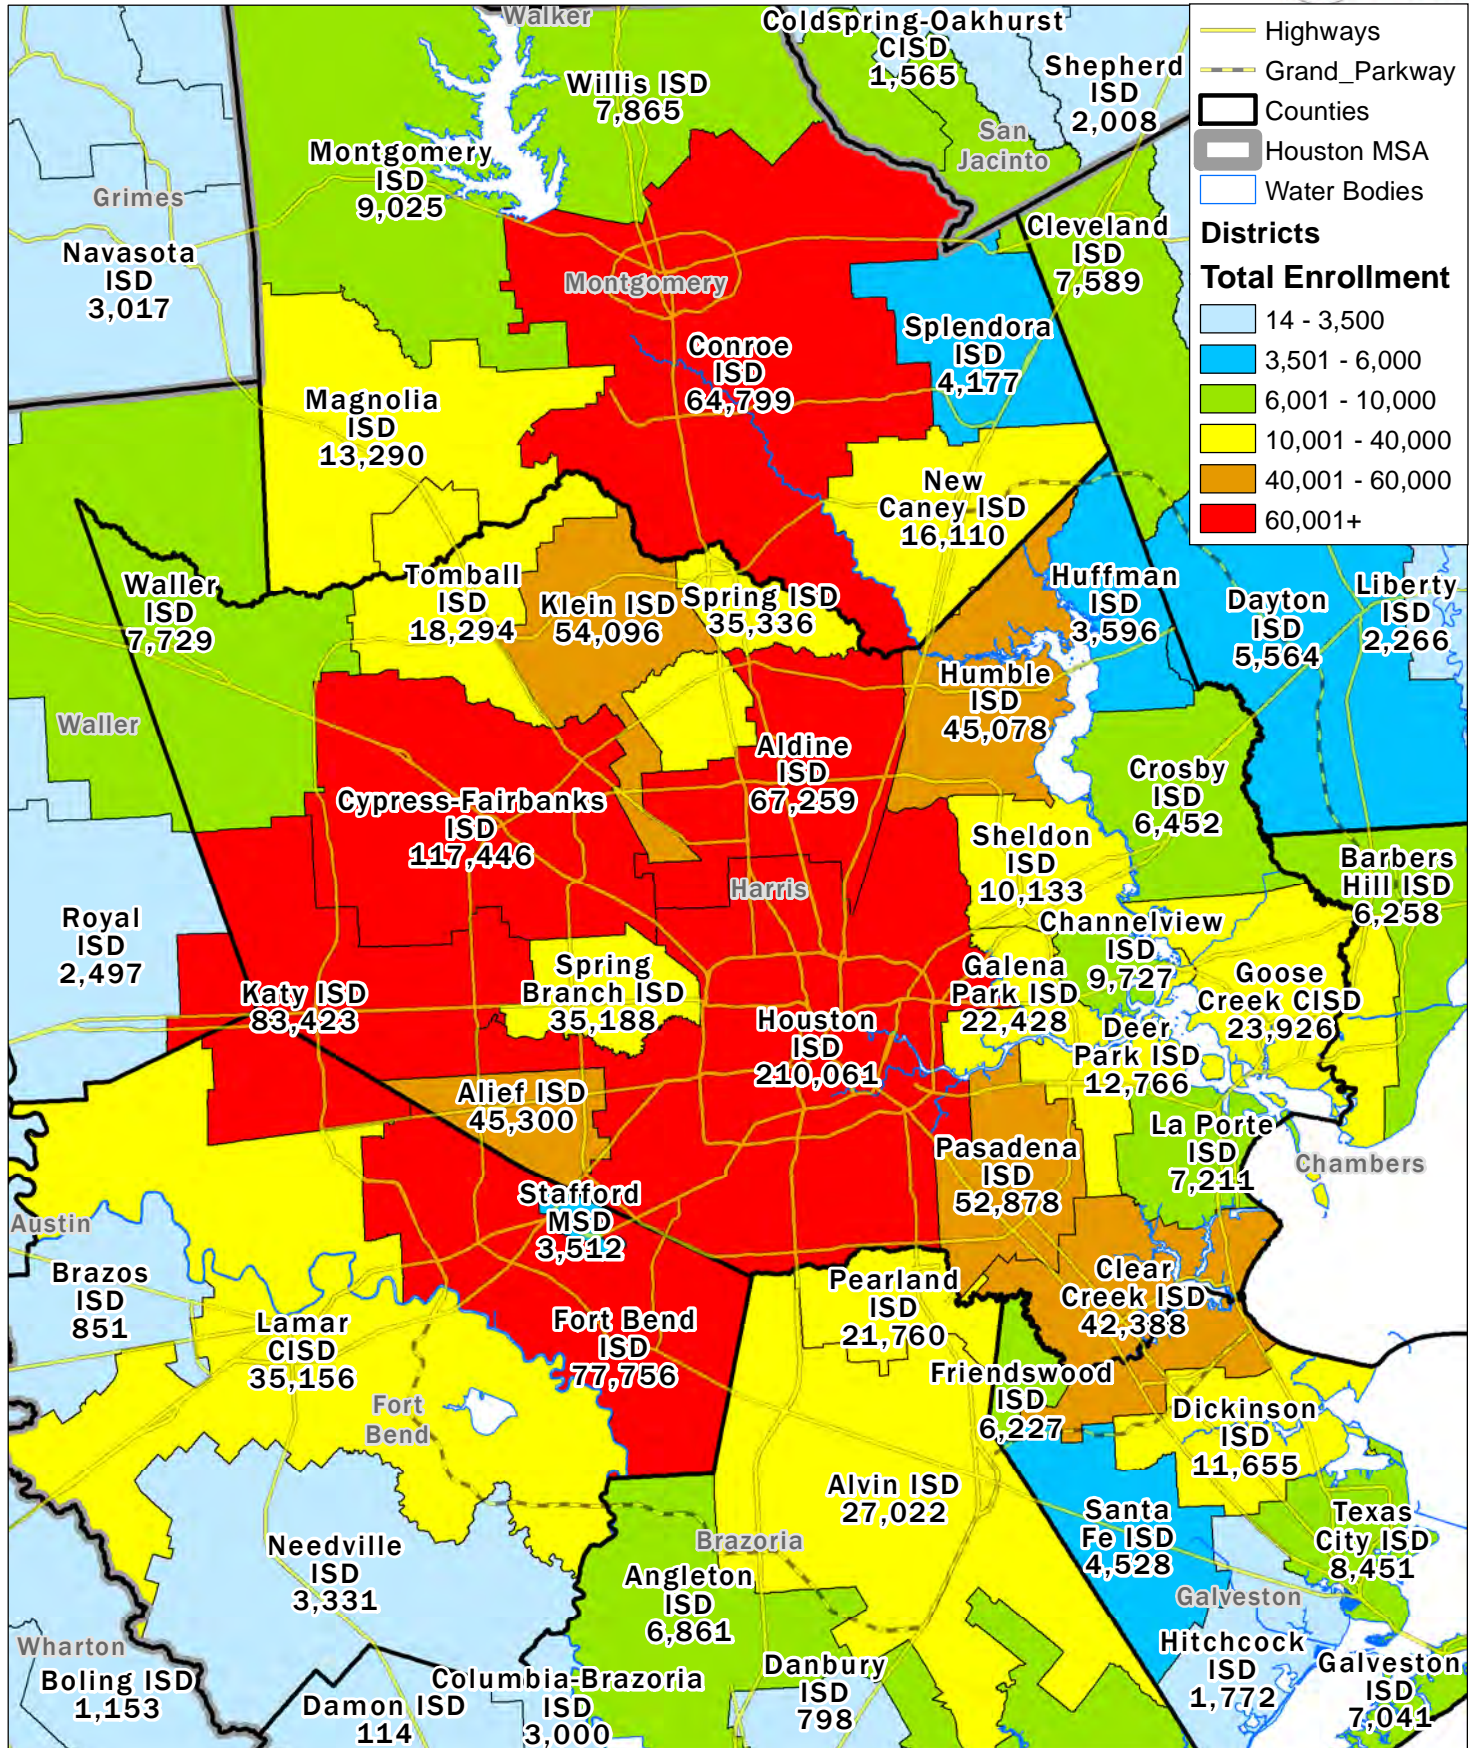 Walker
Coldspring-Oakhurst
CISD
1,565
Shepherd
ISD
2,008
Highways
Grand_Parkway
Counties
Houston MSA
Water Bodies
Districts
Total Enrollment
14 - 3,500
3,501 - 6,000
6,001 - 10,000
10,001 - 40,000
40,001 - 60,000
60,001+
Willis ISD
7,865
San
Jacinto
Montgomery
ISD
9,025
Grimes
Navasota
ISD
3,017
Cleveland
ISD
7,589
Montgomery
Splendora
ISD
4,177
Conroe
ISD
64,799
Magnolia
ISD
13,290
New
Caney ISD
16,110
Waller
ISD
7,729
Tomball
ISD
18,294
Klein ISD
54,096
Spring ISD
35,336
Huffman
ISD
3,596
Dayton
ISD
5,564
Liberty
ISD
2,266
Humble
ISD
45,078
Waller
Aldine
ISD
67,259
Crosby
ISD
6,452
Cypress-Fairbanks
ISD
117,446
Sheldon
ISD
10,133
Harris
Barbers
Hill ISD
6,258
Royal
ISD
2,497
Channelview
ISD
9,727
Spring
Branch ISD
35,188
Galena
Park ISD
22,428
Goose
Creek CISD
23,926
Katy ISD
83,423
Houston
ISD
210,061
Deer
Park ISD
12,766
Alief ISD
45,300
La Porte
ISD
7,211
Pasadena
ISD
52,878
Chambers
Stafford
MSD
3,512
Austin
Brazos
ISD
851
Clear
Creek ISD
42,388
Pearland
ISD
21,760
Lamar
CISD
35,156
Fort Bend
ISD
77,756
Friendswood
ISD
6,227
Fort
Bend
Dickinson
ISD
11,655
Alvin ISD
27,022
Santa
Fe ISD
4,528
Texas
City ISD
8,451
Needville
ISD
3,331
Brazoria
Angleton
ISD
6,861
Galveston
Wharton
Boling ISD
1,153
Hitchcock
ISD
1,772
Galveston
ISD
7,041
Damon ISD
114
Columbia-Brazoria
ISD
3,000
Danbury
ISD
798